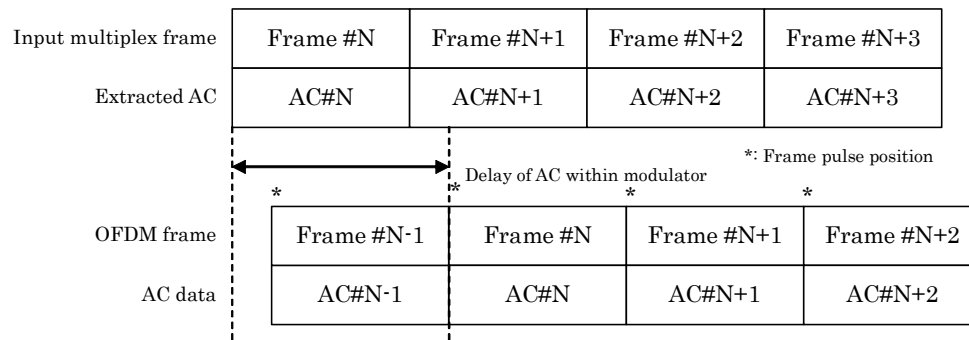 Input multiplex frame Frame #N Frame #N+1 Frame #N+2 Frame #N+3
Extracted AC AC#N AC#N+1 AC#N+2 AC#N+3
*: Frame pulse position
Delay of AC within modulator
* * * *
OFDM frame Frame #N-1 Frame #N Frame #N+1 Frame #N+2
AC data AC#N-1 AC#N AC#N+1 AC#N+2